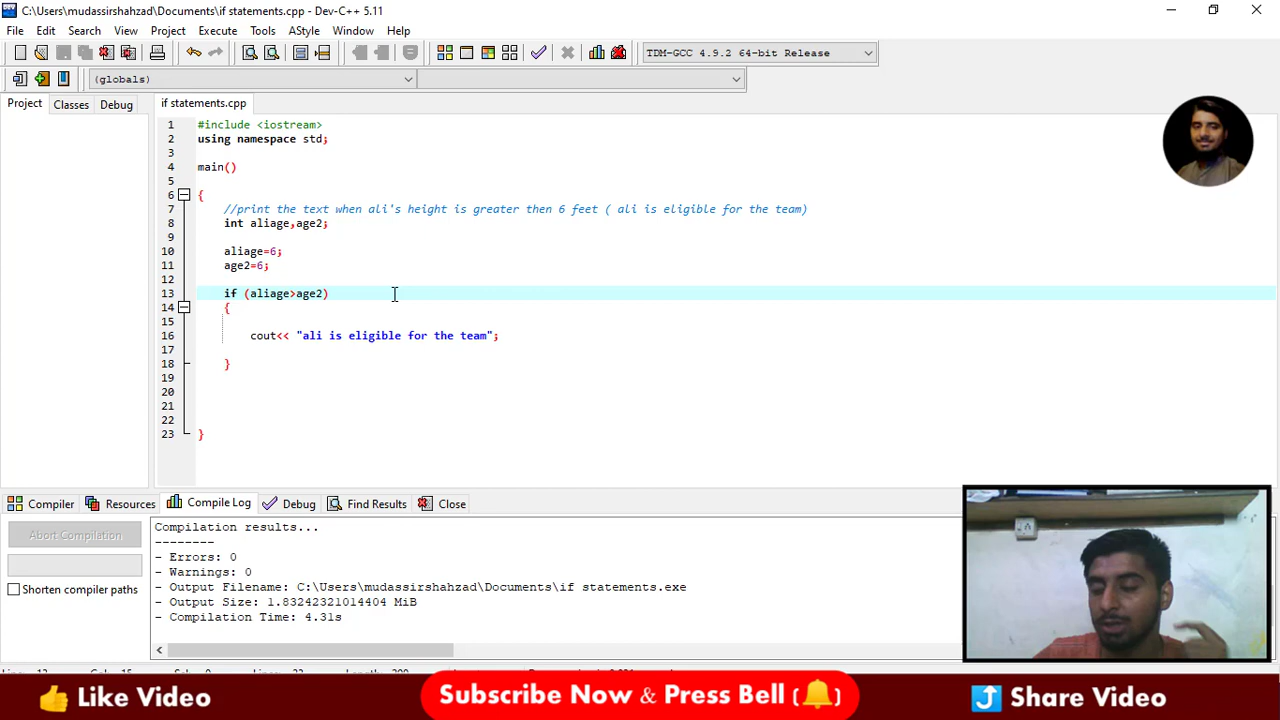 C:\Users\mudassirshahzad\Documents\if statements.cpp - Dev-C++ 5.11
File Edit Search View Project Execute Tools AStyle Window Help
TDM-GCC 4.9.2 64-bit Release
(globals)
Project Classes Debug if statements.cpp
1 #include <iostream>
2 using namespace std;
3
4 main()
5
6 {
7 //print the text when ali's height is greater then 6 feet ( ali is eligible for the team)
8 int aliage,age2;
9
10 aliage=6;
11 age2=6;
12
13 if (aliage>age2)
14 {
15
16 cout<< "ali is eligible for the team";
17
18 }
19
20
21
22
23 }
Compiler Resources Compile Log Debug Find Results Close
Abort Compilation
Shorten compiler paths
Compilation results...
--------
- Errors: 0
- Warnings: 0
- Output Filename: C:\Users\mudassirshahzad\Documents\if statements.exe
- Output Size: 1.83242321014404 MiB
- Compilation Time: 4.31s
Like Video Subscribe Now & Press Bell ( ) Share Video